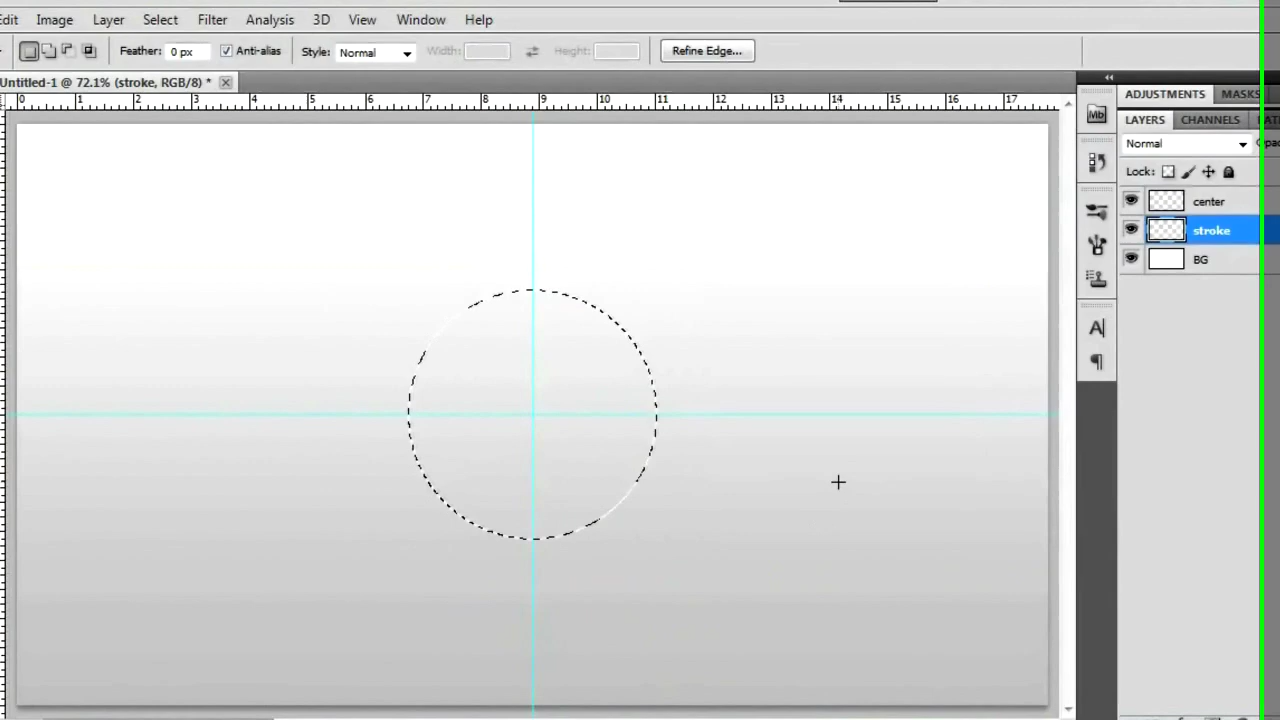 Edit Image Layer Select Filter Analysis 3D View Window Help
Feather: 0 px Anti-alias Style: Normal Width: Height: Refine Edge...
Untitled-1 @ 72.1% (stroke, RGB/8) *
0 1 2 3 4 5 6 7 8 9 10 11 12 13 14 15 16 17
ADJUSTMENTS MASKS
Mb
LAYERS CHANNELS
Normal Opac
Lock:
center
stroke
BG
A
¶